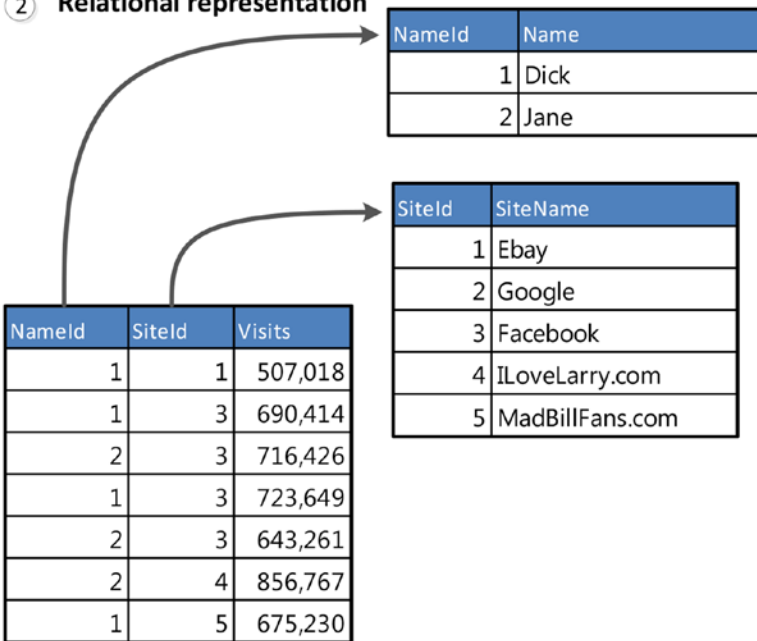 2 Relational representation
NameId Name
1 Dick
2 Jane
SiteId SiteName
1 Ebay
2 Google
3 Facebook
4 ILoveLarry.com
5 MadBillFans.com
NameId SiteId Visits
1 1 507,018
1 3 690,414
2 3 716,426
1 3 723,649
2 3 643,261
2 4 856,767
1 5 675,230